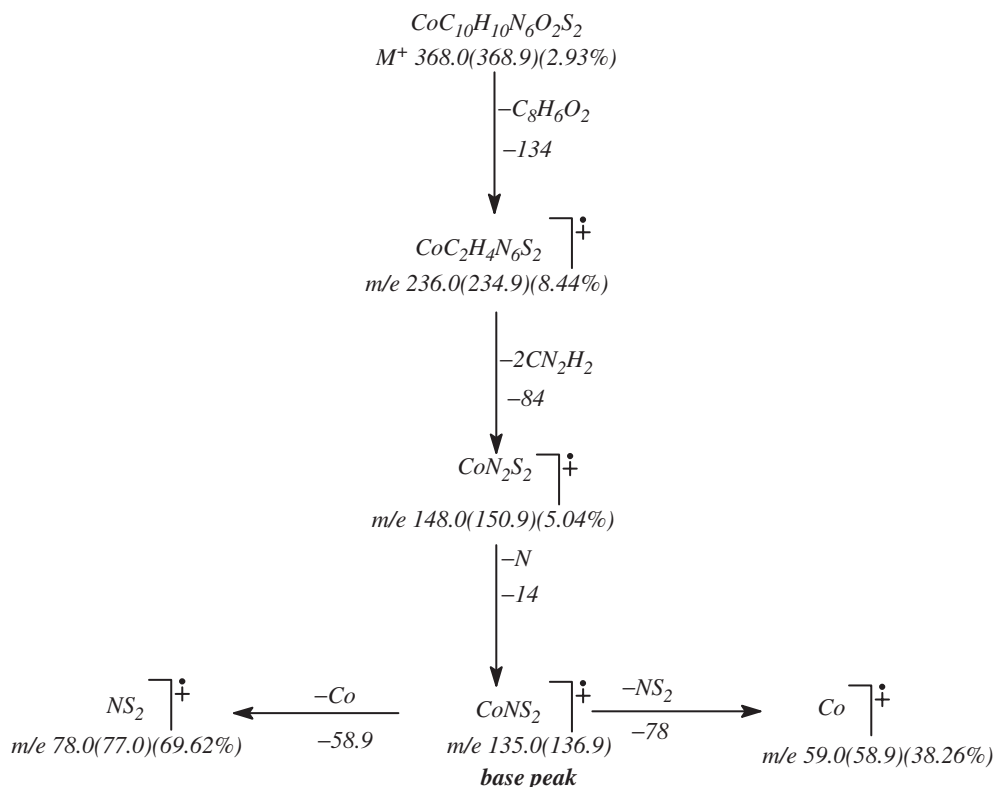 CoC₁₀H₁₀N₆O₂S₂
M⁺ 368.0(368.9)(2.93%)
–C₈H₆O₂
–134
CoC₂H₄N₆S₂ •+
m/e 236.0(234.9)(8.44%)
–2CN₂H₂
–84
CoN₂S₂ •+
m/e 148.0(150.9)(5.04%)
–N
–14
NS₂ •+
m/e 78.0(77.0)(69.62%)
–Co
–58.9
CoNS₂ •+
m/e 135.0(136.9)
base peak
–NS₂
–78
Co •+
m/e 59.0(58.9)(38.26%)